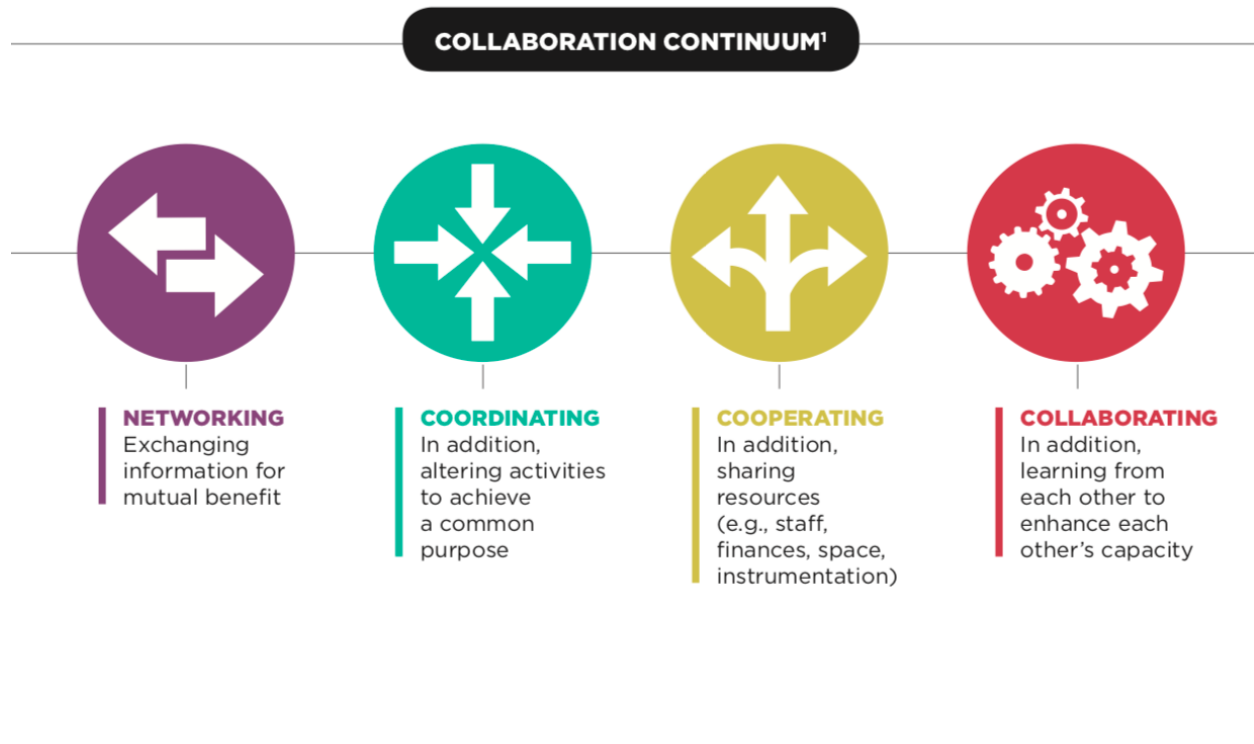 COLLABORATION CONTINUUM¹
NETWORKING
Exchanging
information for
mutual benefit
COORDINATING
In addition,
altering activities
to achieve
a common
purpose
COOPERATING
In addition,
sharing
resources
(e.g., staff,
finances, space,
instrumentation)
COLLABORATING
In addition,
learning from
each other to
enhance each
other’s capacity